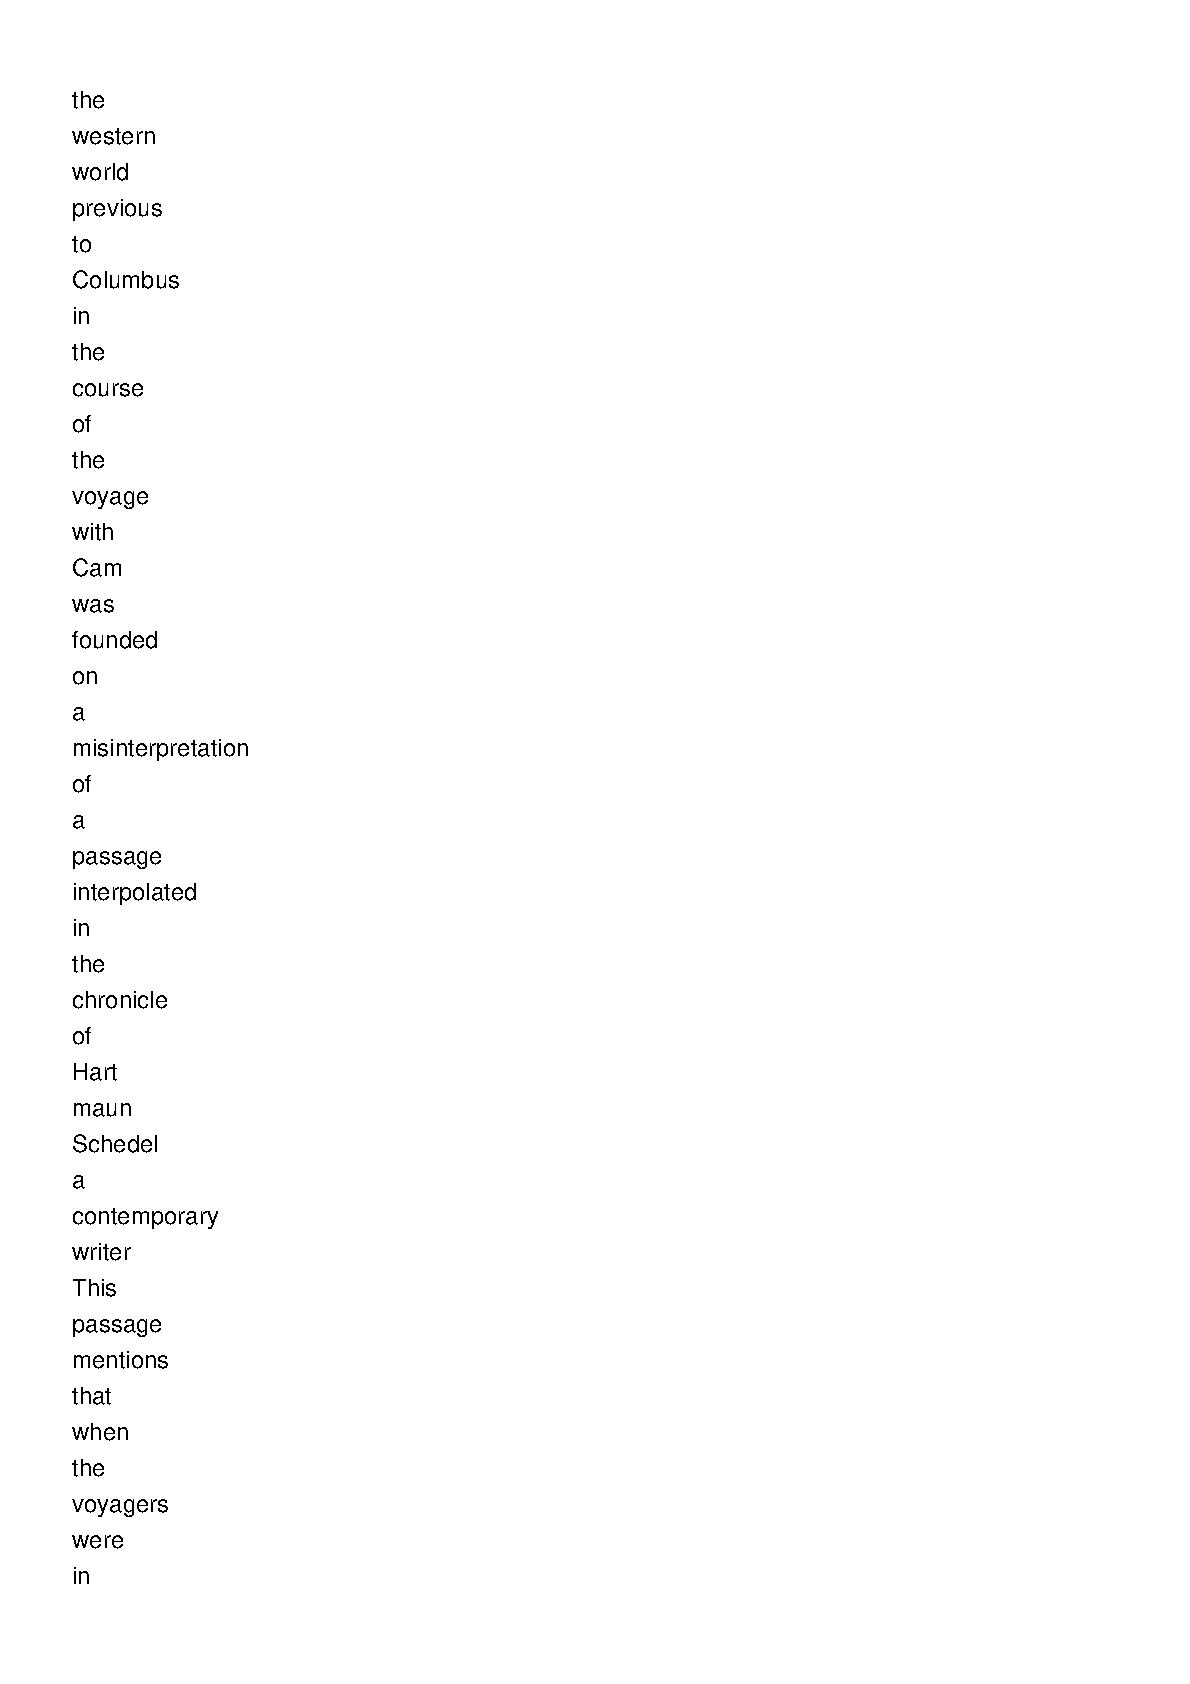 the
western
world
previous
to
Columbus
in
the
course
of
the
voyage
with
Cam
was
founded
on
a
misinterpretation
of
a
passage
interpolated
in
the
chronicle
of
Hart
maun
Schedel
a
contemporary
writer
This
passage
mentions
that
when
the
voyagers
were
in